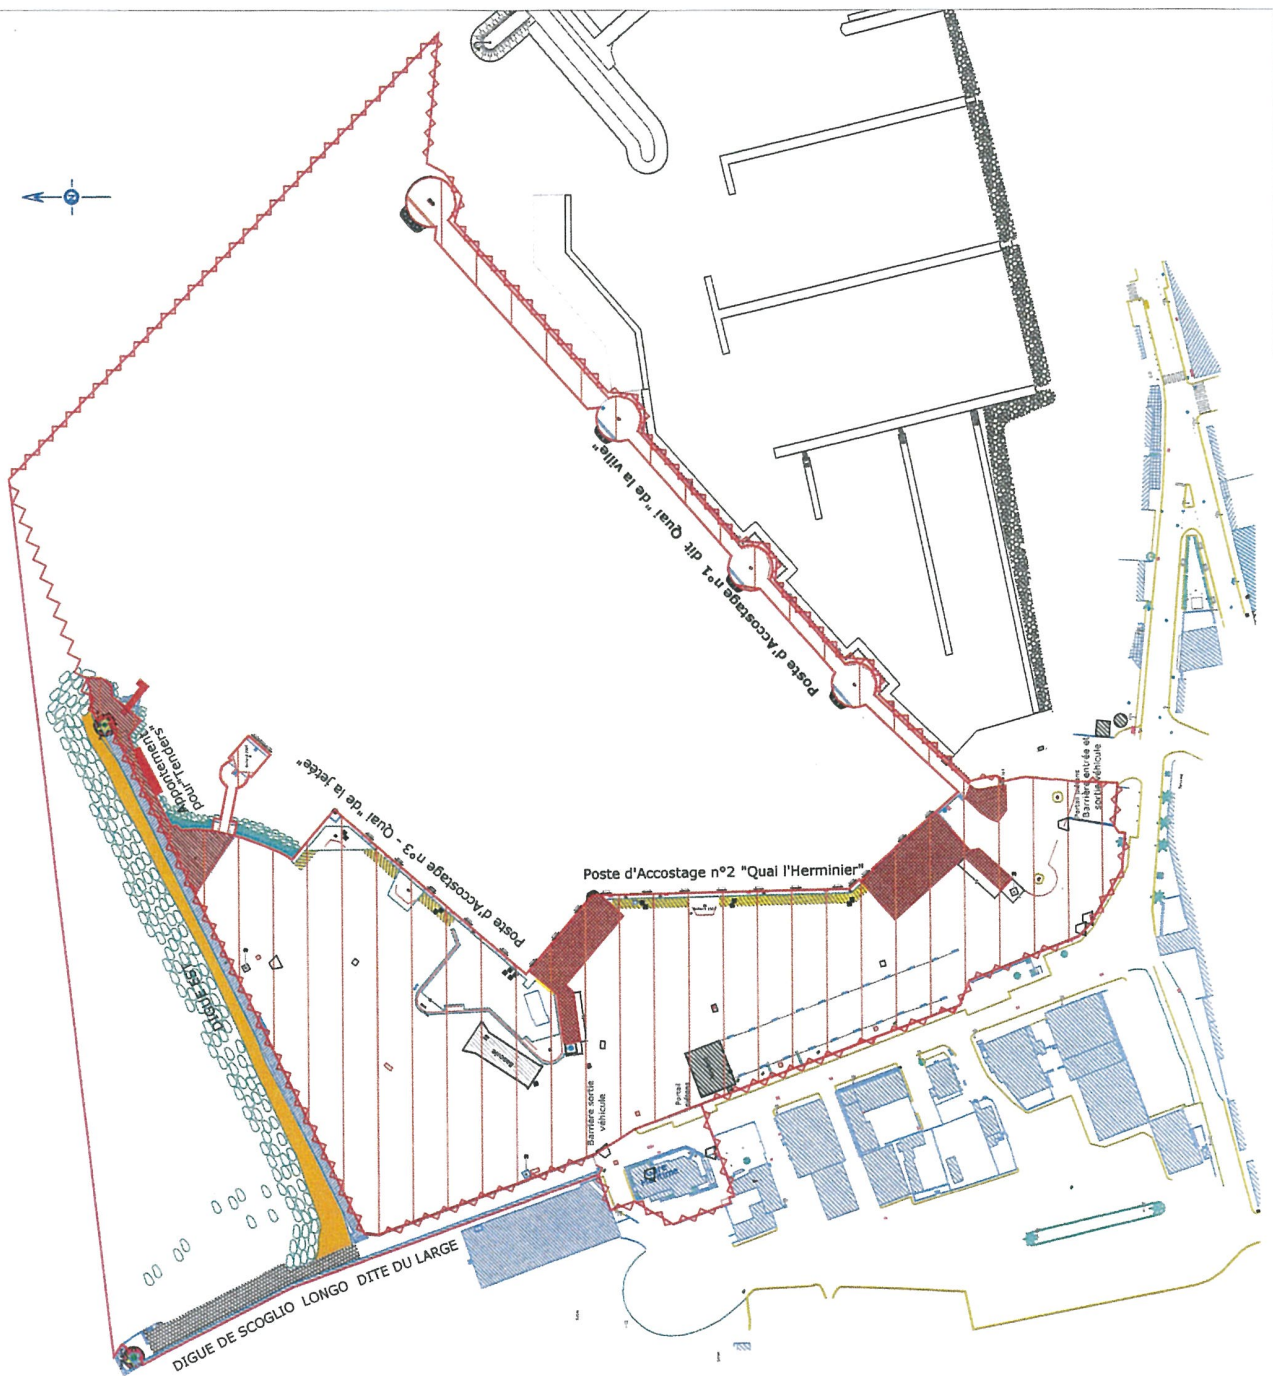 N
Poste d'Accostage n°1 dit Quai "de la ville"
Appontement
pour "Tenders"
Poste d'Accostage n°3 - Quai "de la jetée"
Poste d'Accostage n°2 "Quai l'Herminier"
DIGUE EST
Barrière entrée et
sortie véhicule
Barrière sortie
véhicule
Portail
DIGUE DE SCOGLIO LONGO DITE DU LARGE